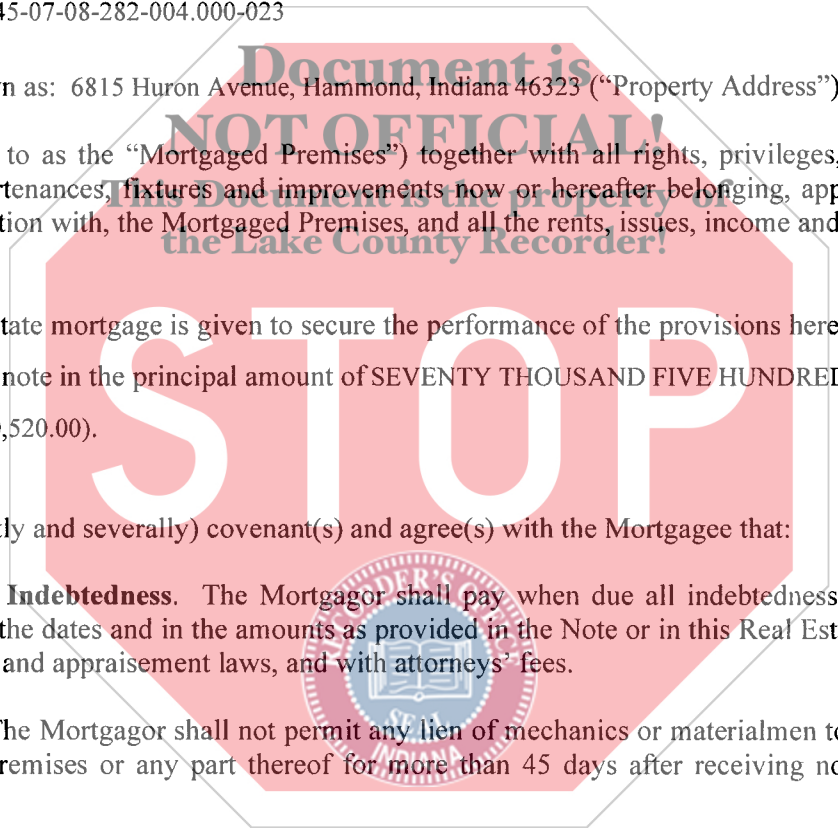 45-07-08-282-004.000-023
Document is
n as: 6815 Huron Avenue, Hammond, Indiana 46323 (“Property Address”)
NOT OFFICIAL!
to as the “Mortgaged Premises”) together with all rights, privileges,
rtenances, fixtures and improvements now or hereafter belonging, app
This Document is the property of
tion with, the Mortgaged Premises, and all the rents, issues, income and
the Lake County Recorder!
tate mortgage is given to secure the performance of the provisions here
note in the principal amount of SEVENTY THOUSAND FIVE HUNDRED
,520.00).
STOP
tly and severally) covenant(s) and agree(s) with the Mortgagee that:
Indebtedness. The Mortgagor shall pay when due all indebtedness
the dates and in the amounts as provided in the Note or in this Real Est
and appraisement laws, and with attorneys’ fees.
RECORDER'S OFFICE
SEAL
INDIANA
The Mortgagor shall not permit any lien of mechanics or materialmen to
remises or any part thereof for more than 45 days after receiving no